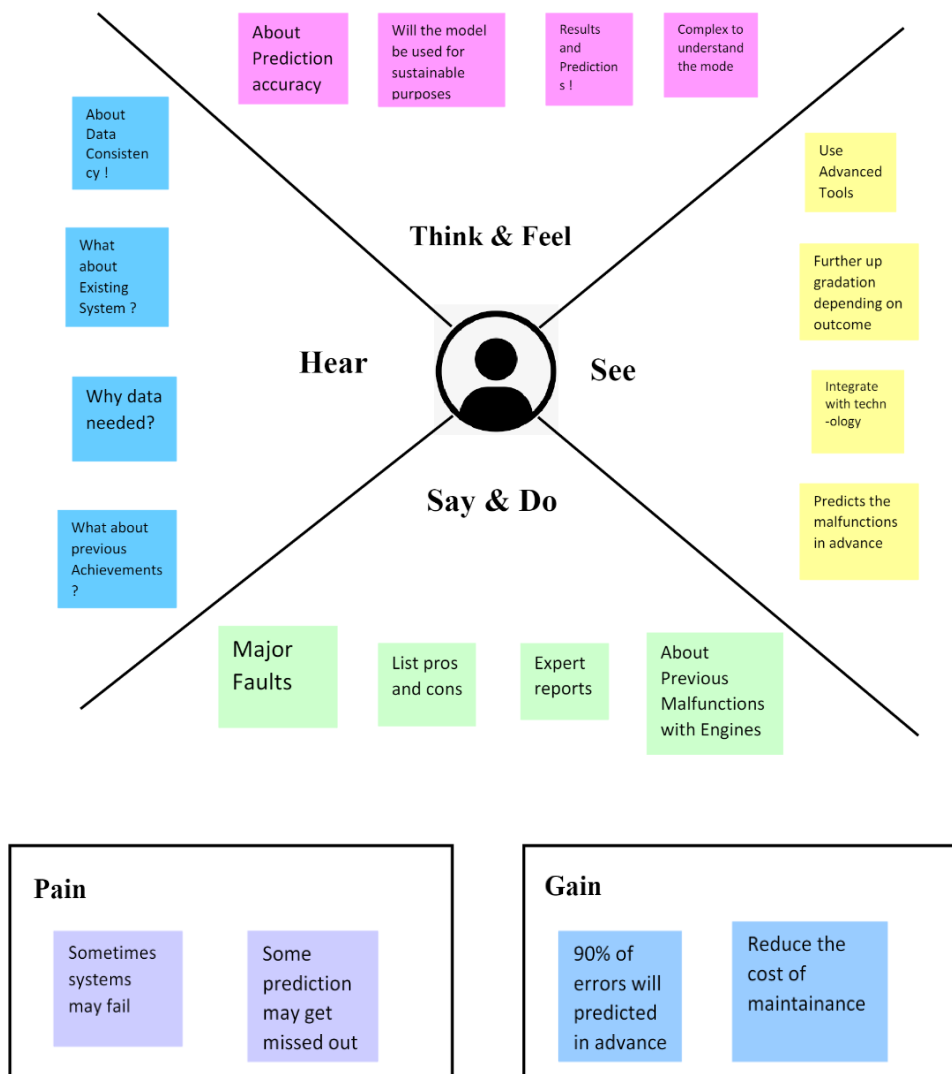 About
Prediction
accuracy
Will the model
be used for
sustainable
purposes
Results
and
Prediction
s !
Complex to
understand
the mode
About
Data
Consisten
cy !
What
about
Existing
System ?
Why data
needed?
What about
previous
Achievements
?
Think & Feel
Hear
See
Say & Do
Use
Advanced
Tools
Further up
gradation
depending on
outcome
Integrate
with techn
-ology
Predicts the
malfunctions
in advance
Major
Faults
List pros
and cons
Expert
reports
About
Previous
Malfunctions
with Engines
Pain
Sometimes
systems
may fail
Some
prediction
may get
missed out
Gain
90% of
errors will
predicted
in advance
Reduce the
cost of
maintainance